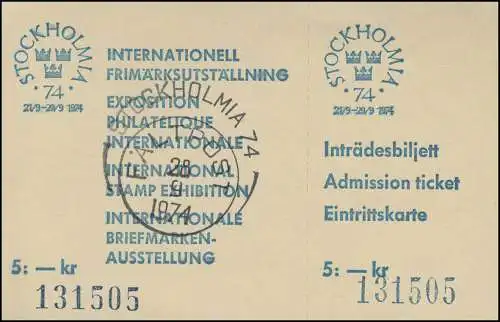 STOCKHOLMIA
· 74 ·
21/9-29/9 1974
INTERNATIONELL
FRIMÄRKSUTSTÄLLNING
EXPOSITION
PHILATELIQUE
INTERNATIONALE
INTERNATIONAL
STAMP EXHIBITION
INTERNATIONALE
BRIEFMARKEN-
AUSSTELLUNG
5: — kr
131505
STOCKHOLMIA 74
FÄLTPOST
28
9
1974
STOCKHOLMIA
· 74 ·
21/9-29/9 1974
Inträdesbiljett
Admission ticket
Eintrittskarte
5: — kr
131505